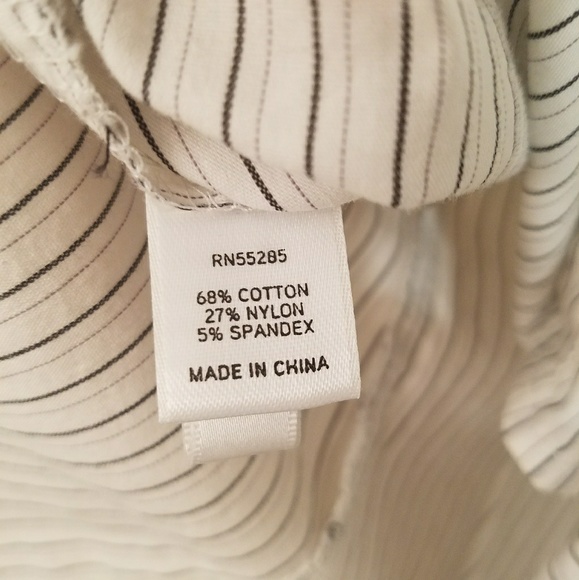 RN55285
68% COTTON
27% NYLON
5% SPANDEX
MADE IN CHINA